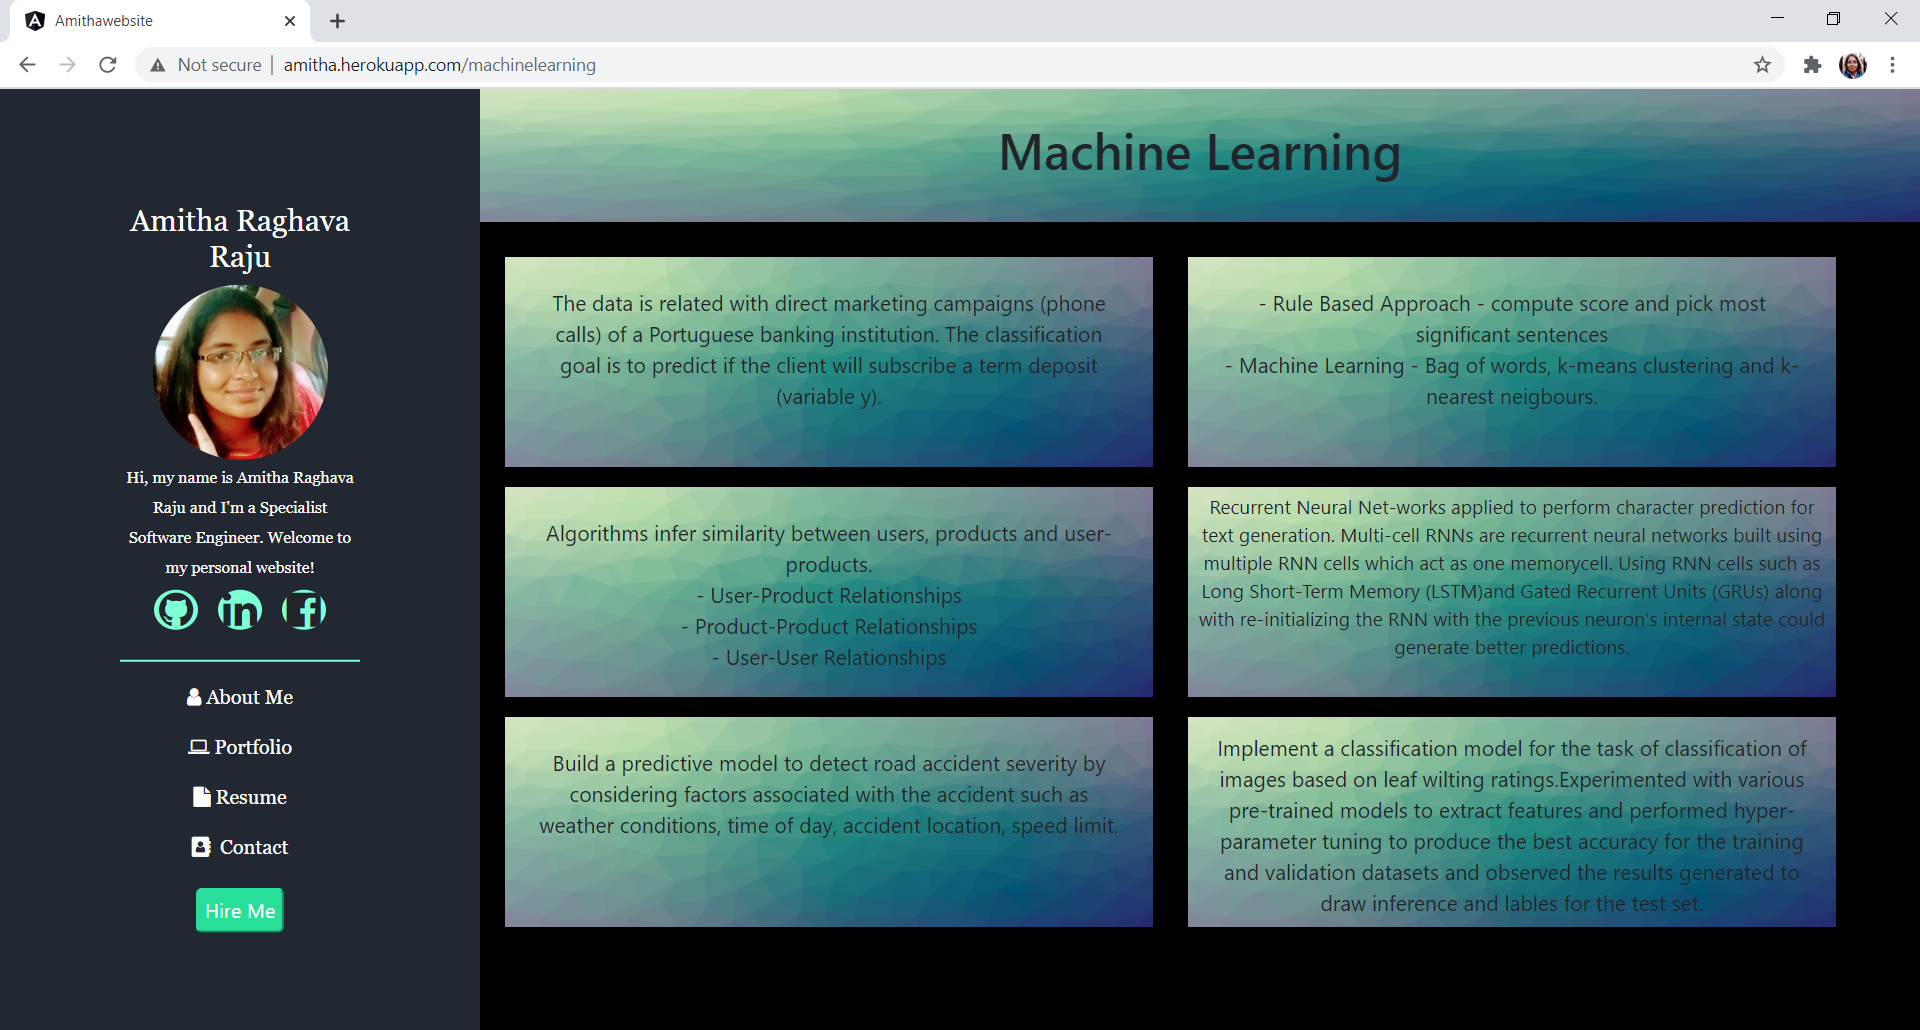 Amithawebsite
Not secure
amitha.herokuapp.com/machinelearning
Amitha Raghava
Raju
Hi, my name is Amitha Raghava
Raju and I'm a Specialist
Software Engineer. Welcome to
my personal website!
About Me
Portfolio
Resume
Contact
Hire Me
Machine Learning
The data is related with direct marketing campaigns (phone
calls) of a Portuguese banking institution. The classification
goal is to predict if the client will subscribe a term deposit
(variable y).
- Rule Based Approach - compute score and pick most
significant sentences
- Machine Learning - Bag of words, k-means clustering and k-
nearest neigbours.
Algorithms infer similarity between users, products and user-
products.
- User-Product Relationships
- Product-Product Relationships
- User-User Relationships
Recurrent Neural Net-works applied to perform character prediction for
text generation. Multi-cell RNNs are recurrent neural networks built using
multiple RNN cells which act as one memorycell. Using RNN cells such as
Long Short-Term Memory (LSTM)and Gated Recurrent Units (GRUs) along
with re-initializing the RNN with the previous neuron's internal state could
generate better predictions.
Build a predictive model to detect road accident severity by
considering factors associated with the accident such as
weather conditions, time of day, accident location, speed limit.
Implement a classification model for the task of classification of
images based on leaf wilting ratings.Experimented with various
pre-trained models to extract features and performed hyper-
parameter tuning to produce the best accuracy for the training
and validation datasets and observed the results generated to
draw inference and lables for the test set.